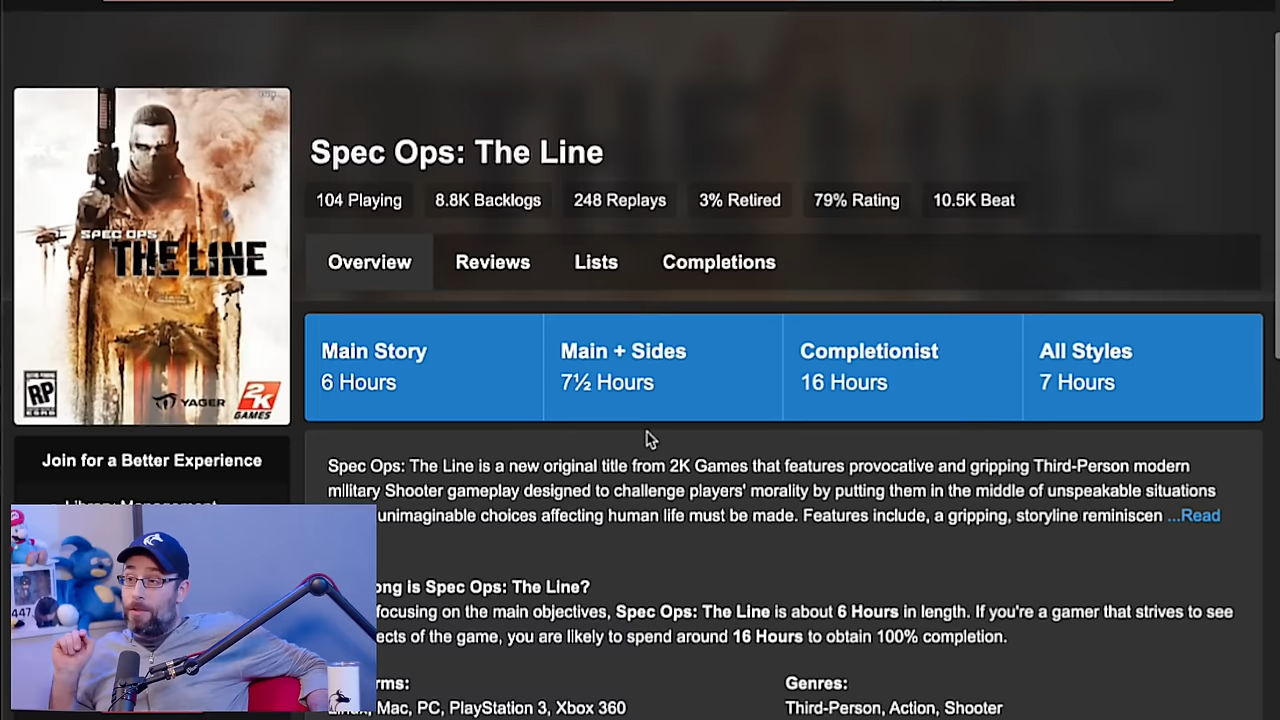 Spec Ops: The Line
104 Playing 8.8K Backlogs 248 Replays 3% Retired 79% Rating 10.5K Beat
SPEC OPS
THE LINE
RP
YAGER
2K
GAMES
Overview Reviews Lists Completions
Main Story Main + Sides Completionist All Styles
6 Hours 7½ Hours 16 Hours 7 Hours
Join for a Better Experience
Library Management
Spec Ops: The Line is a new original title from 2K Games that features provocative and gripping Third-Person modern
military Shooter gameplay designed to challenge players' morality by putting them in the middle of unspeakable situations
unimaginable choices affecting human life must be made. Features include, a gripping, storyline reminiscen ...Read
ong is Spec Ops: The Line?
focusing on the main objectives, Spec Ops: The Line is about 6 Hours in length. If you're a gamer that strives to see
ects of the game, you are likely to spend around 16 Hours to obtain 100% completion.
rms: Genres:
Linux, Mac, PC, PlayStation 3, Xbox 360 Third-Person, Action, Shooter
447